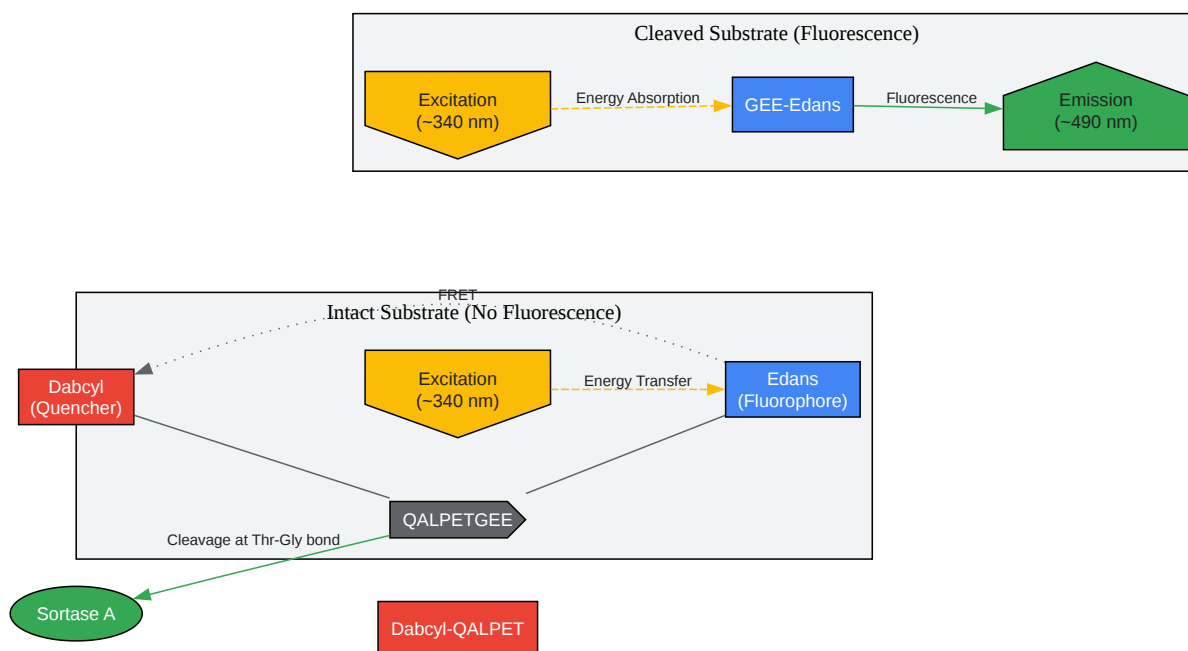 Cleaved Substrate (Fluorescence)
Excitation
(~340 nm)
Energy Absorption
GEE-Edans
Fluorescence
Emission
(~490 nm)
FRET
Intact Substrate (No Fluorescence)
Dabcyl
(Quencher)
Excitation
(~340 nm)
Energy Transfer
Edans
(Fluorophore)
QALPETGEE
Cleavage at Thr-Gly bond
Sortase A
Dabcyl-QALPET